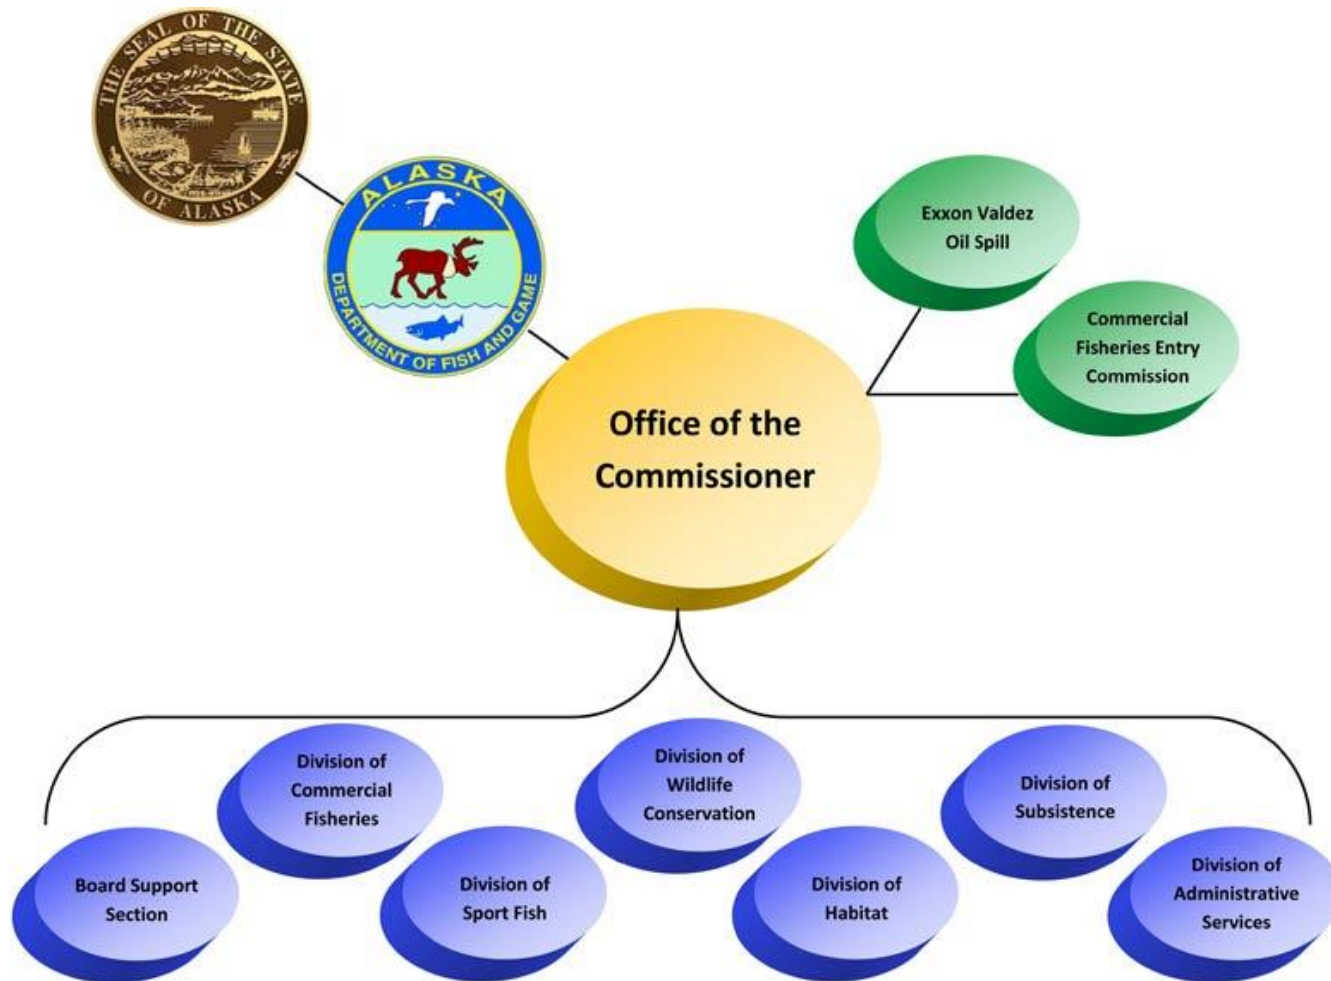 THE SEAL OF THE STATE
OF ALASKA
ALASKA
DEPARTMENT OF FISH AND GAME
Exxon Valdez
Oil Spill
Commercial
Fisheries Entry
Commission
Office of the
Commissioner
Board Support
Section
Division of
Commercial
Fisheries
Division of
Sport Fish
Division of
Wildlife
Conservation
Division of
Habitat
Division of
Subsistence
Division of
Administrative
Services